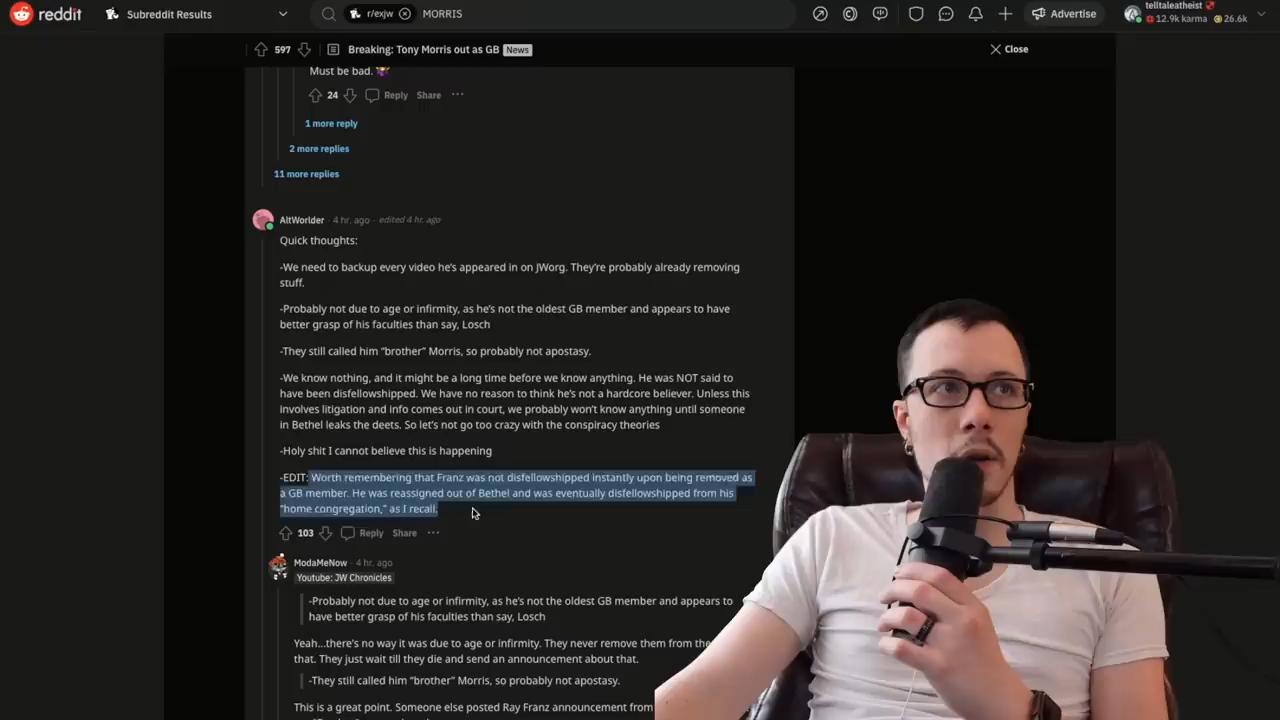 reddit
Subreddit Results
r/exjw
MORRIS
Advertise
telltaleatheist
12.9k karma
26.6k
597
Breaking: Tony Morris out as GB
News
Close
Must be bad.
24
Reply
Share
1 more reply
2 more replies
11 more replies
AltWorlder · 4 hr. ago · edited 4 hr. ago
Quick thoughts:
-We need to backup every video he's appeared in on JWorg. They're probably already removing
stuff.
-Probably not due to age or infirmity, as he's not the oldest GB member and appears to have
better grasp of his faculties than say, Losch
-They still called him “brother” Morris, so probably not apostasy.
-We know nothing, and it might be a long time before we know anything. He was NOT said to
have been disfellowshipped. We have no reason to think he's not a hardcore believer. Unless this
involves litigation and info comes out in court, we probably won't know anything until someone
in Bethel leaks the deets. So let's not go too crazy with the conspiracy theories
-Holy shit I cannot believe this is happening
-EDIT: Worth remembering that Franz was not disfellowshipped instantly upon being removed as
a GB member. He was reassigned out of Bethel and was eventually disfellowshipped from his
“home congregation,” as I recall.
103
Reply
Share
ModaMeNow · 4 hr. ago
Youtube: JW Chronicles
-Probably not due to age or infirmity, as he's not the oldest GB member and appears to
have better grasp of his faculties than say, Losch
Yeah...there's no way it was due to age or infirmity. They never remove them from the
that. They just wait till they die and send an announcement about that.
-They still called him “brother” Morris, so probably not apostasy.
This is a great point. Someone else posted Ray Franz announcement from